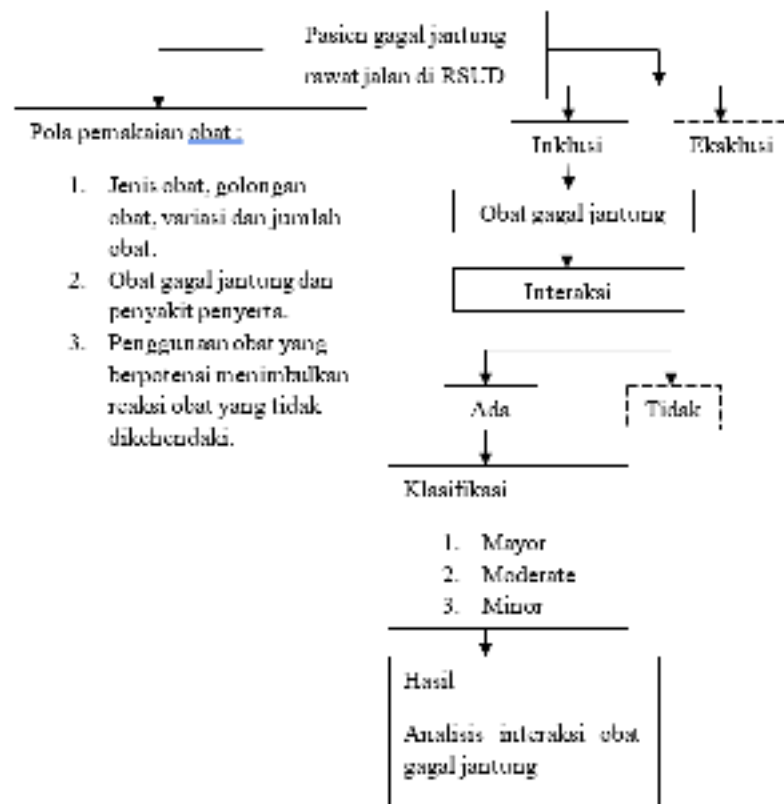 Pasien gagal jantung
rawat jalan di RSUD
Pola pemakaian obat :
1. Jenis obat, golongan
obat, variasi dan jumlah
obat.
2. Obat gagal jantung dan
penyakit penyerta.
3. Penggunaan obat yang
berpotensi menimbulkan
reaksi obat yang tidak
dikehendaki.
Inklusi
Eksklusi
Obat gagal jantung
Interaksi
Ada
Tidak
Klasifikasi
1. Mayor
2. Moderate
3. Minor
Hasil
Analisis interaksi obat
gagal jantung